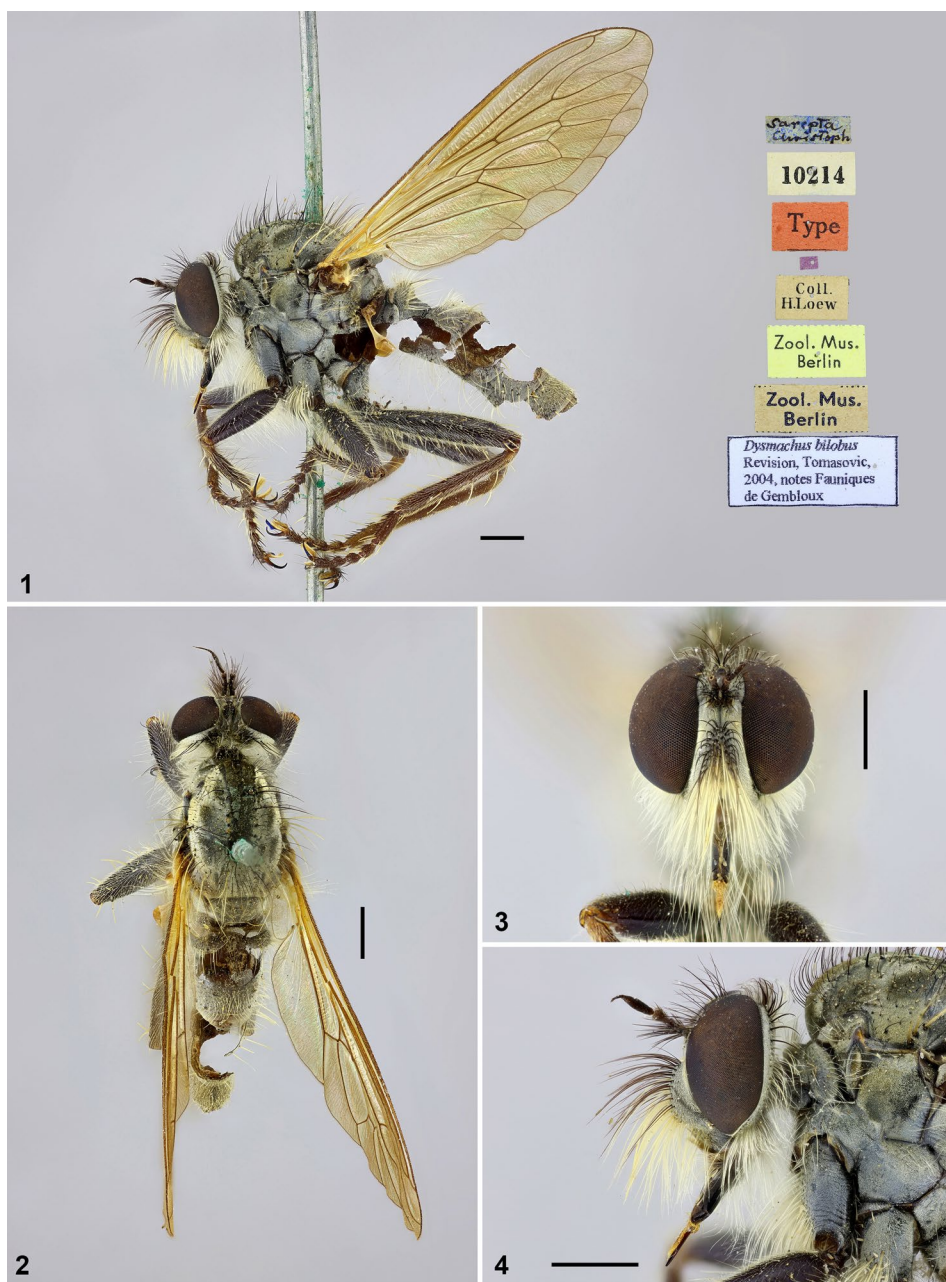 Sarepta
Christoph
10214
Type
Coll.
H.Loew
Zool. Mus.
Berlin
Zool. Mus.
Berlin
Dysmachus bilobus
Revision, Tomasovic,
2004, notes Fauniques
de Gembloux
1
2
3
4